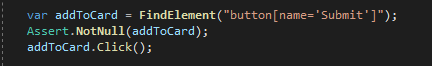 var addToCard = FindElement("button[name='Submit']");
Assert.NotNull(addToCard);
addToCard.Click();